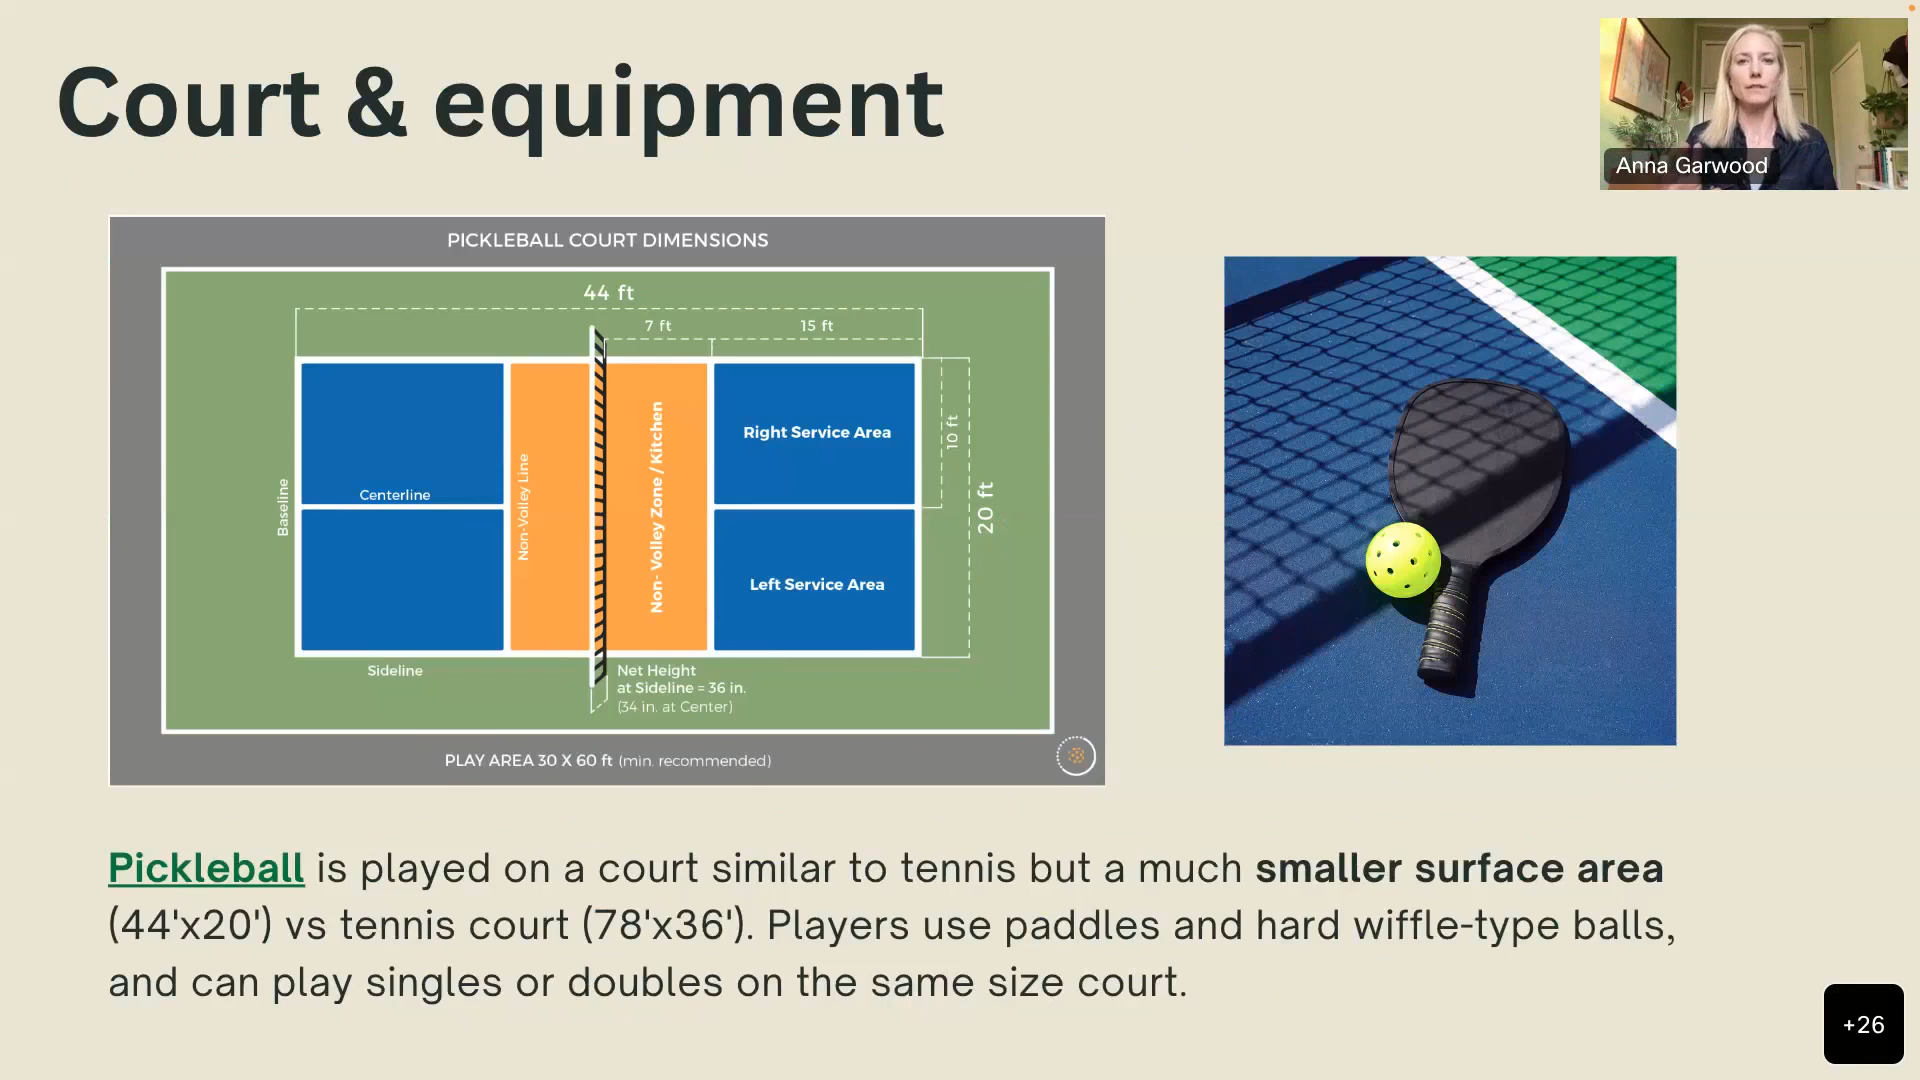 Court & equipment
Anna Garwood
PICKLEBALL COURT DIMENSIONS
44 ft
7 ft
15 ft
Right Service Area
10 ft
20 ft
Non-Volley Zone / Kitchen
Non-Volley Line
Centerline
Baseline
Left Service Area
Sideline
Net Height
at Sideline = 36 in.
(34 in. at Center)
PLAY AREA 30 X 60 ft (min. recommended)
Pickleball is played on a court similar to tennis but a much smaller surface area
(44'x20') vs tennis court (78'x36'). Players use paddles and hard wiffle-type balls,
and can play singles or doubles on the same size court.
+26